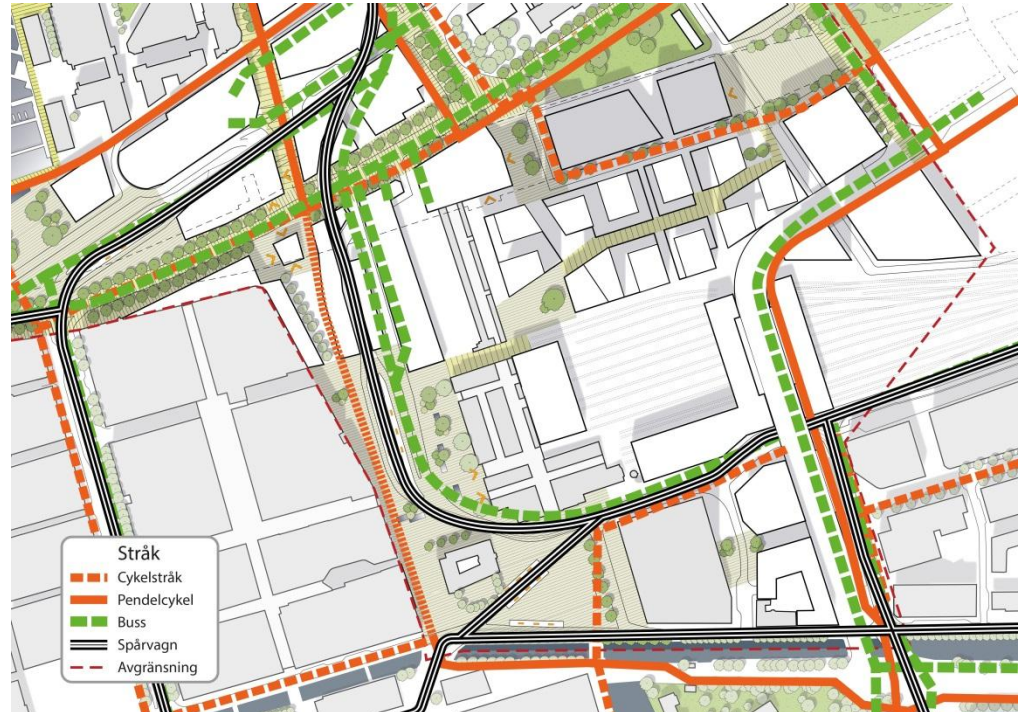 Stråk
Cykelstråk
Pendelcykel
Buss
Spårvagn
Avgränsning